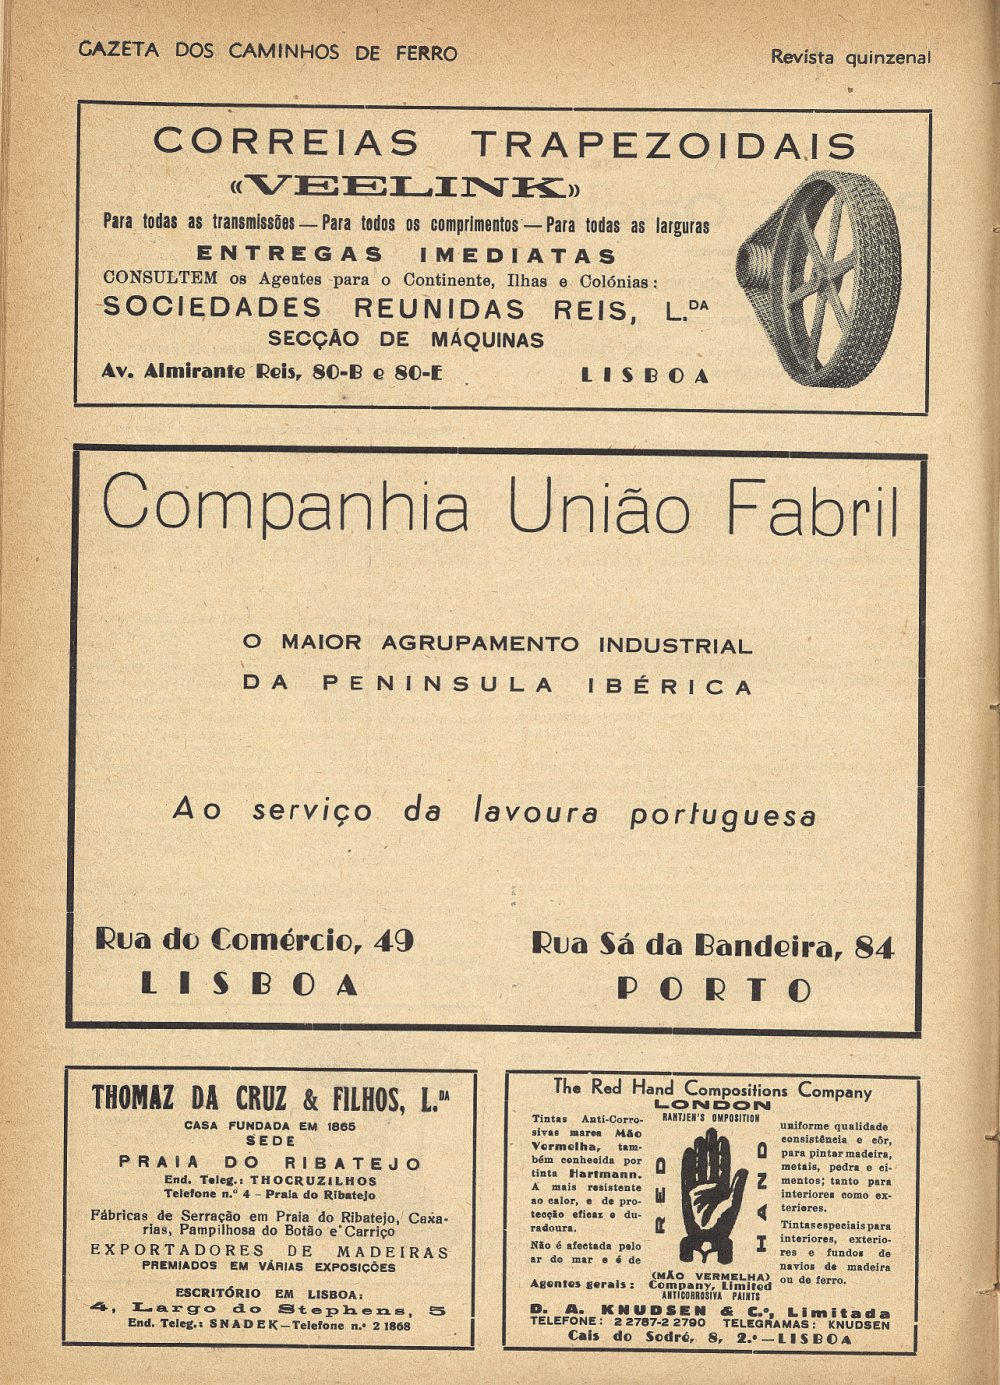 GAZETA DOS CAMINHOS DE FERRO
Revista quinzenal
CORREIAS TRAPEZOIDAIS
«VEELINK»
Para todas as transmissões — Para todos os comprimentos — Para todas as larguras
ENTREGAS IMEDIATAS
CONSULTEM os Agentes para o Continente, Ilhas e Colónias:
SOCIEDADES REUNIDAS REIS, L.DA
SECÇÃO DE MÁQUINAS
Av. Almirante Reis, 80-B e 80-E LISBOA
Companhia União Fabril
O MAIOR AGRUPAMENTO INDUSTRIAL
DA PENINSULA IBÉRICA
Ao serviço da lavoura portuguesa
Rua do Comércio, 49
LISBOA
Rua Sá da Bandeira, 84
PORTO
THOMAZ DA CRUZ & FILHOS, L.DA
CASA FUNDADA EM 1865
SEDE
PRAIA DO RIBATEJO
End. Teleg.: THOCRUZILHOS
Telefone n.º 4 – Praia do Ribatejo
Fábricas de Serração em Praia do Ribatejo, Caxa-
rias, Pampilhosa do Botão e Carriço
EXPORTADORES DE MADEIRAS
PREMIADOS EM VÁRIAS EXPOSIÇÕES
ESCRITÓRIO EM LISBOA:
4, Largo do Stephens, 5
End. Teleg.: SNADEK — Telefone n.º 2 1868
The Red Hand Compositions Company
LONDON
Tintas Anti-Corro-
sivas marca Mão
Vermelha, tam-
bém conhecida por
tinta Hartmann.
A mais resistente
ao calor, e de pro-
tecção eficaz e du-
radoura.
Não é afectada pelo
ar do mar e é de
RAHTJEN'S OMPOSITION
RED
HAND
(MÃO VERMELHA)
Company, Limited
ANTICORROSIVA PAINTS
uniforme qualidade
consistência e côr,
para pintar madeira,
metais, pedra e ci-
mentos; tanto para
interiores como ex-
teriores.
Tintas especiais para
interiores, exterio-
res e fundos de
navios de madeira
ou de ferro.
Agentes gerais:
D. A. KNUDSEN & C.º, Limitada
TELEFONE: 2 2787-2 2790 TELEGRAMAS: KNUDSEN
Cais do Sodré, 8, 2.º — LISBOA